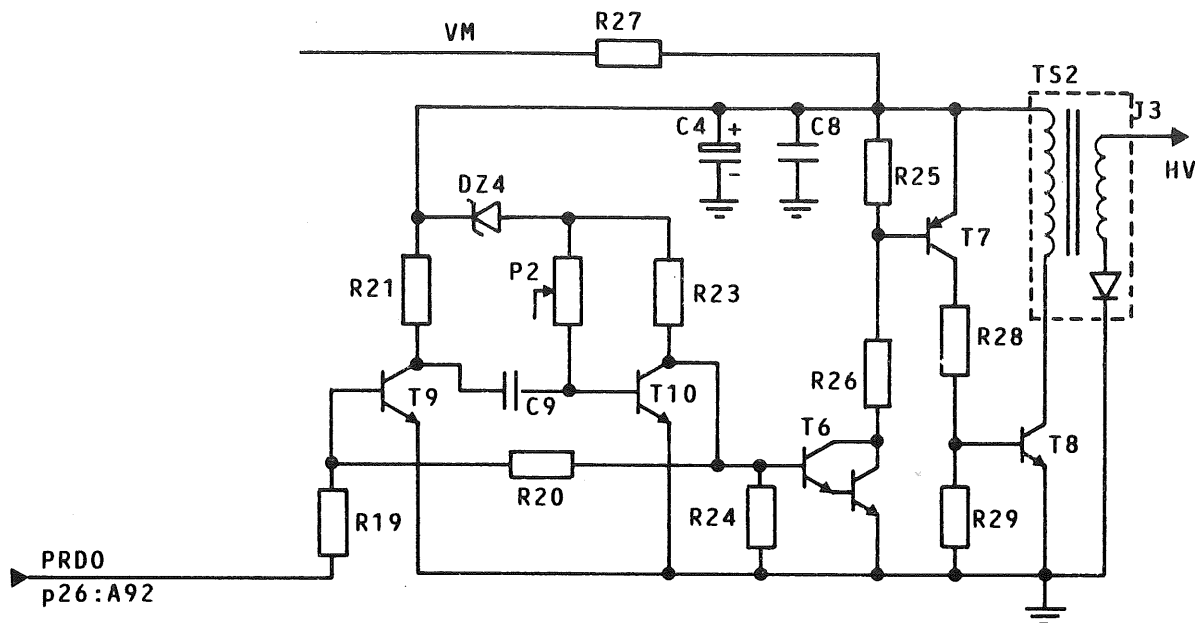 R27
VM
TS2
J3
C4
+
-
C8
HV
R25
DZ4
T7
P2
R21
R23
R28
R26
T9
C9
T10
T6
T8
R20
R24
R19
R29
PRDO
p26:A92